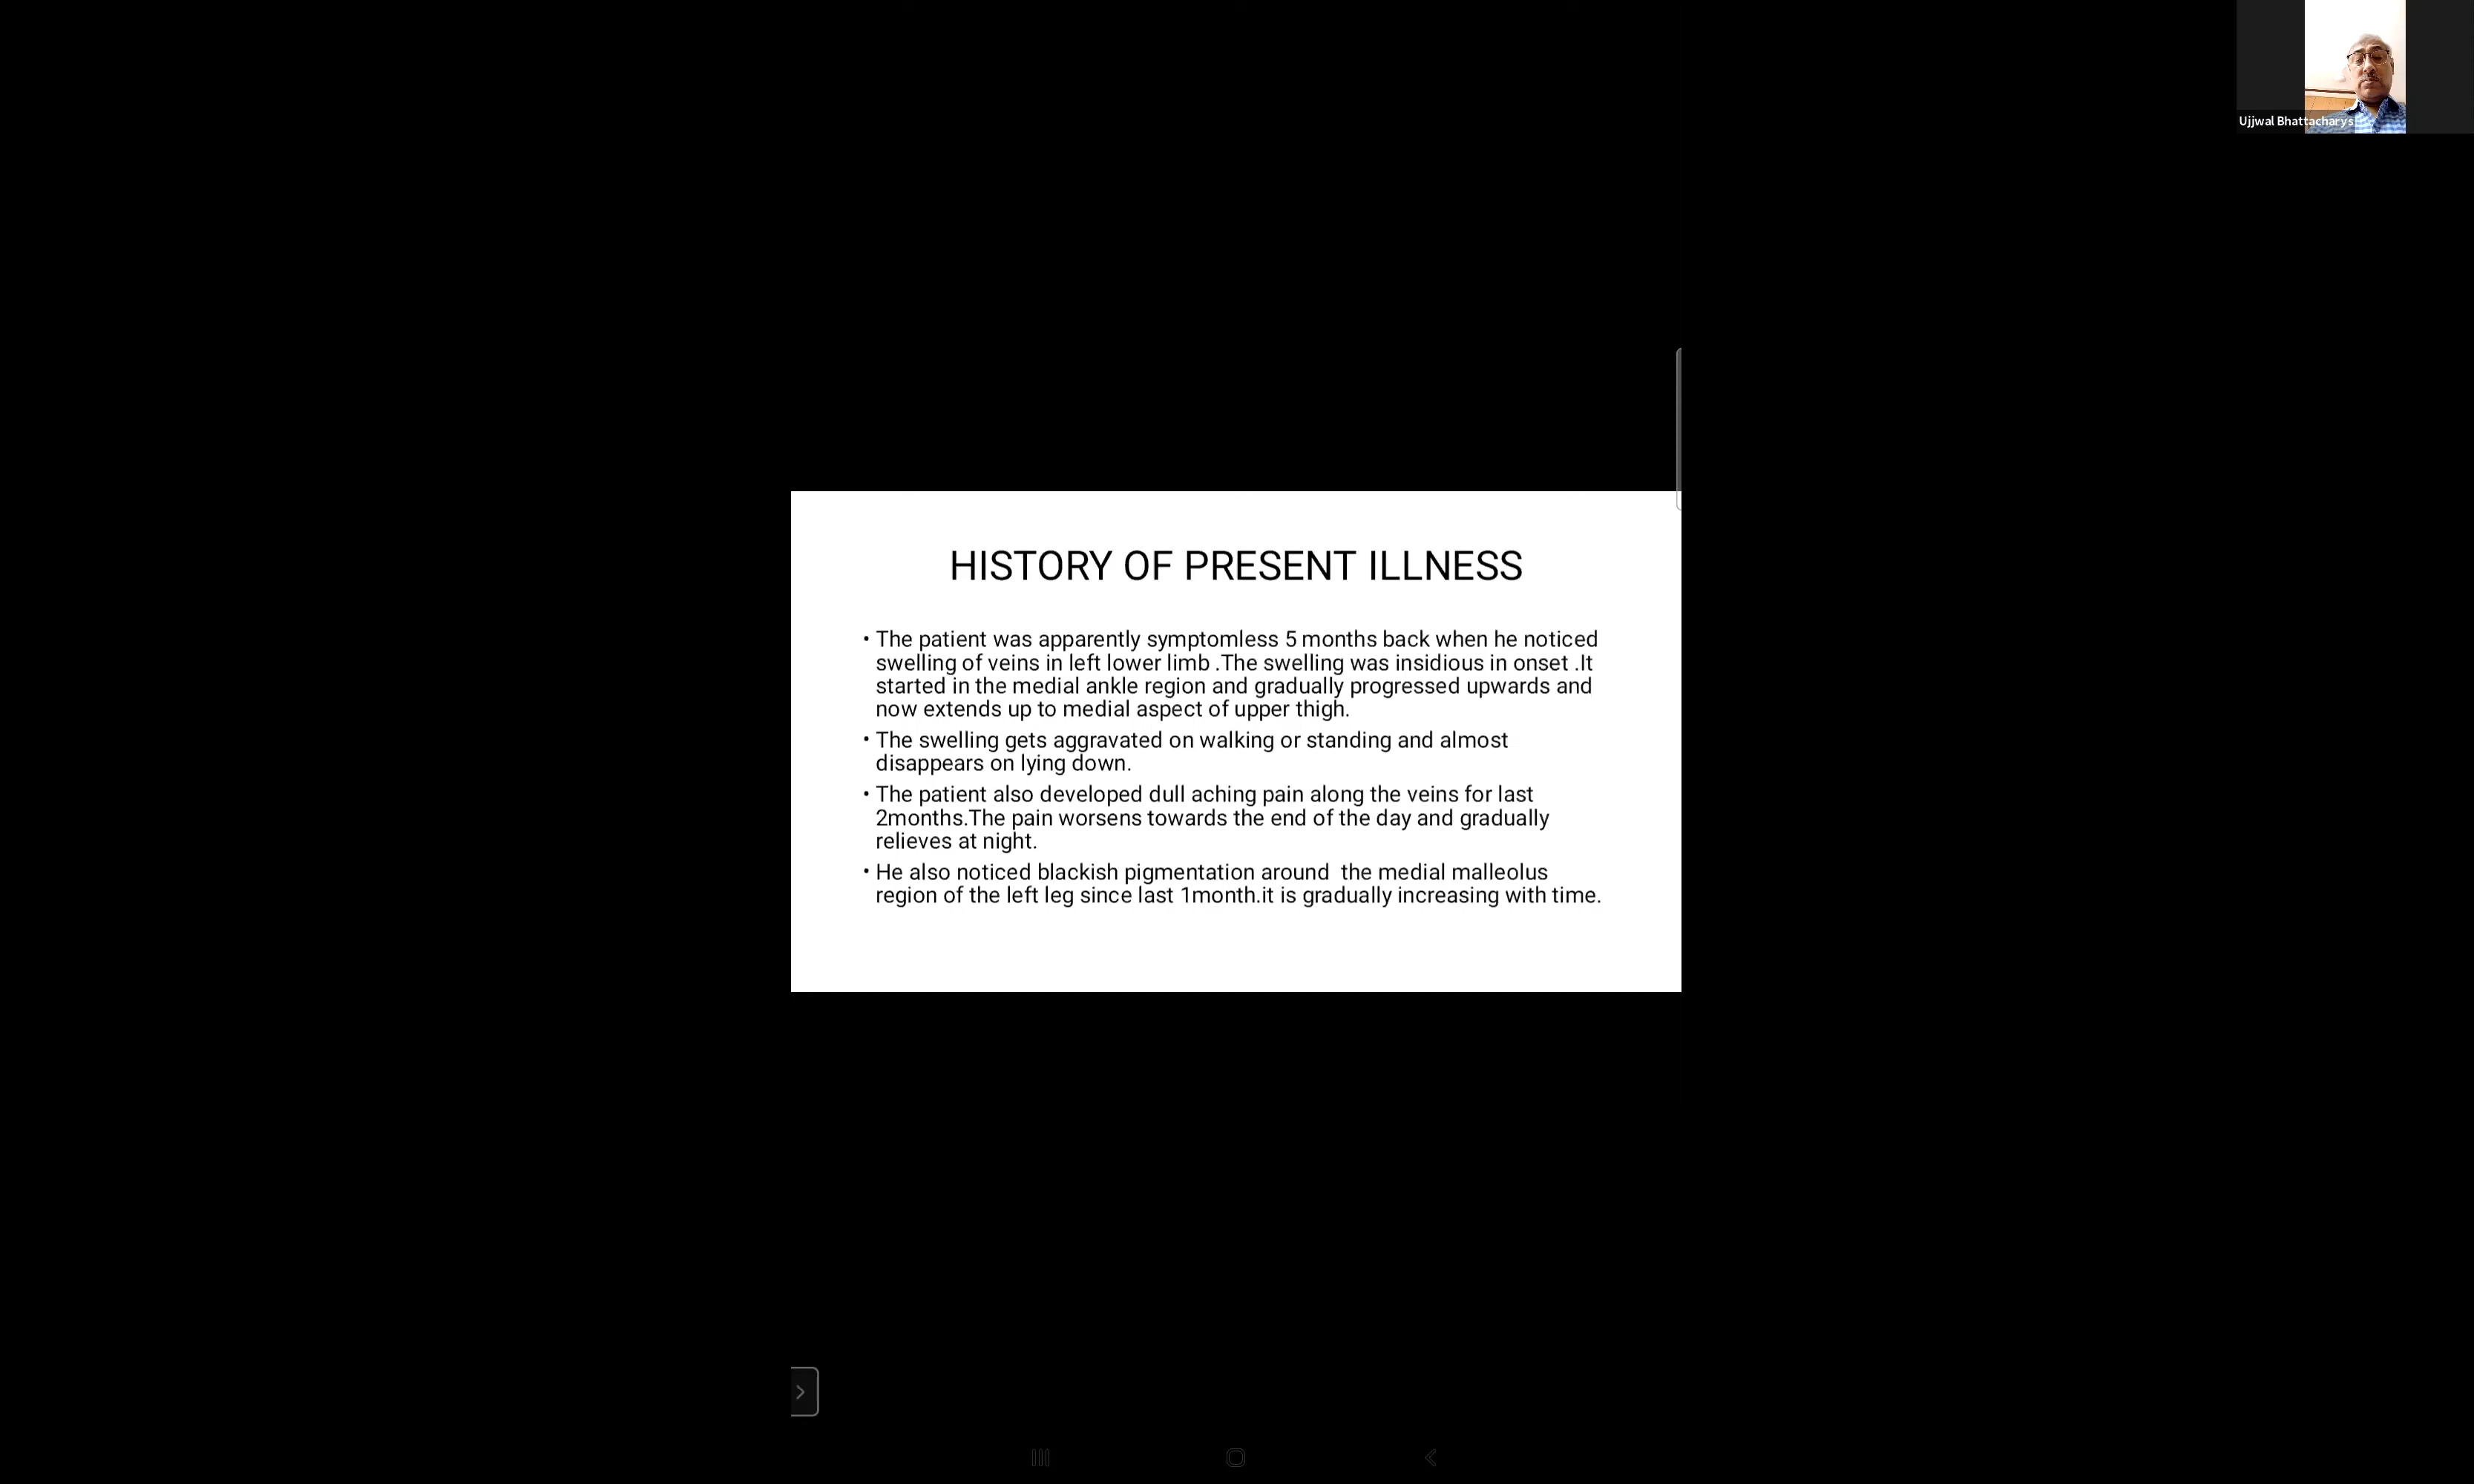 Ujjwal Bhattacharys
HISTORY OF PRESENT ILLNESS
• The patient was apparently symptomless 5 months back when he noticed
swelling of veins in left lower limb .The swelling was insidious in onset .It
started in the medial ankle region and gradually progressed upwards and
now extends up to medial aspect of upper thigh.
• The swelling gets aggravated on walking or standing and almost
disappears on lying down.
• The patient also developed dull aching pain along the veins for last
2months.The pain worsens towards the end of the day and gradually
relieves at night.
• He also noticed blackish pigmentation around  the medial malleolus
region of the left leg since last 1month.it is gradually increasing with time.